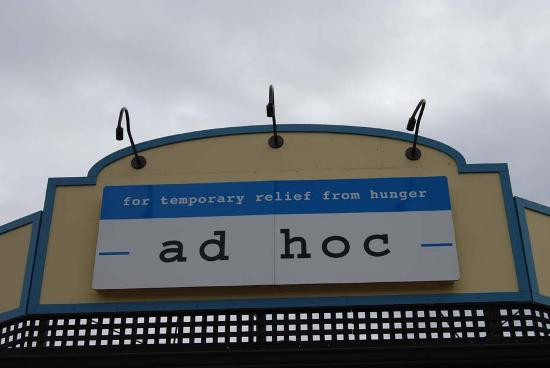 for temporary relief from hunger
ad hoc